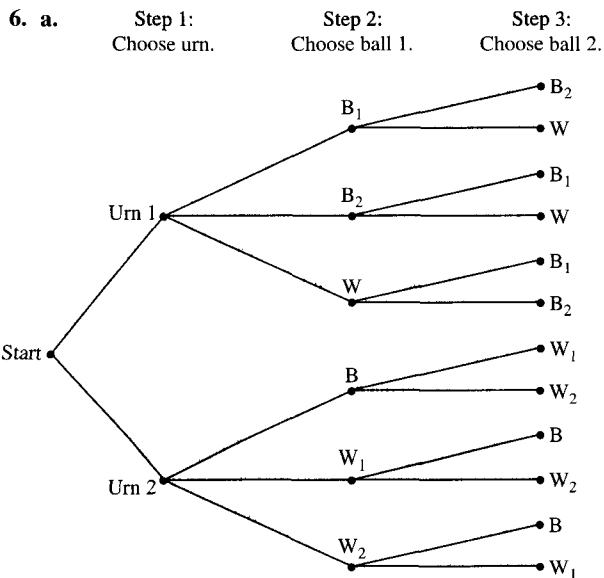 6. a. Step 1: Step 2: Step 3:
Choose urn. Choose ball 1. Choose ball 2.
B₂
B₁
W
B₁
Urn 1 B₂
W
B₁
W
B₂
Start
W₁
B
W₂
B
W₁
Urn 2
W₂
B
W₂
W₁